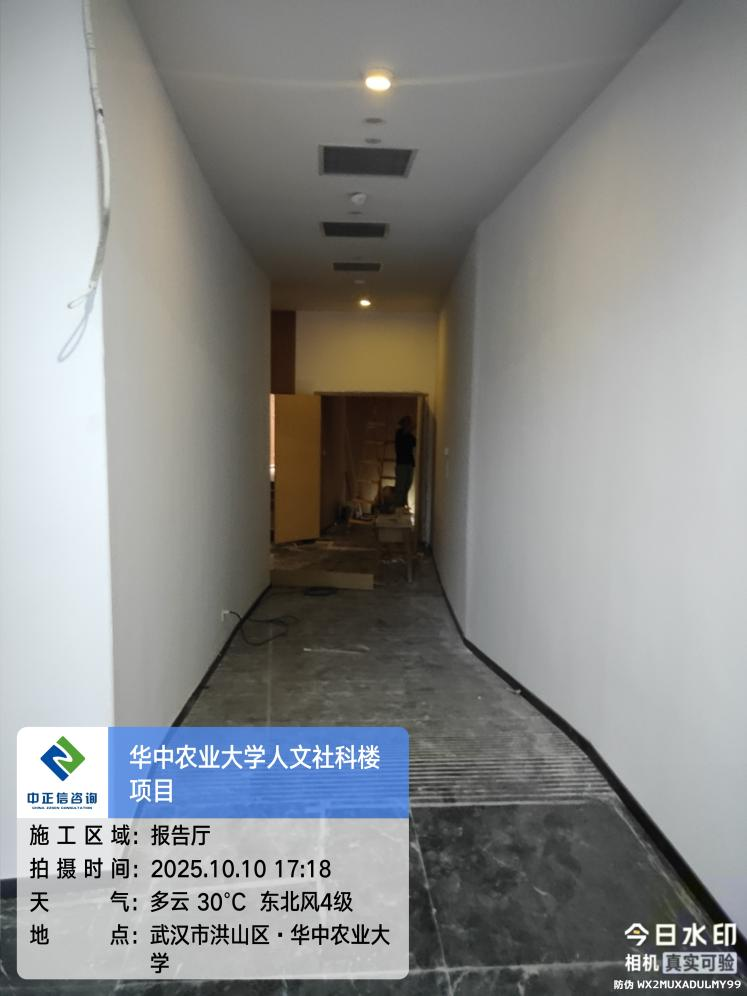 中正信咨询
CHINA ZXXIN CONSULTATION
华中农业大学人文社科楼
项目
施工区域：报告厅
拍摄时间：2025.10.10 17:18
天气：多云 30℃ 东北风4级
地点：武汉市洪山区·华中农业大
学
今日水印
相机 真实可验
防伪 WX2MUXADULMY99